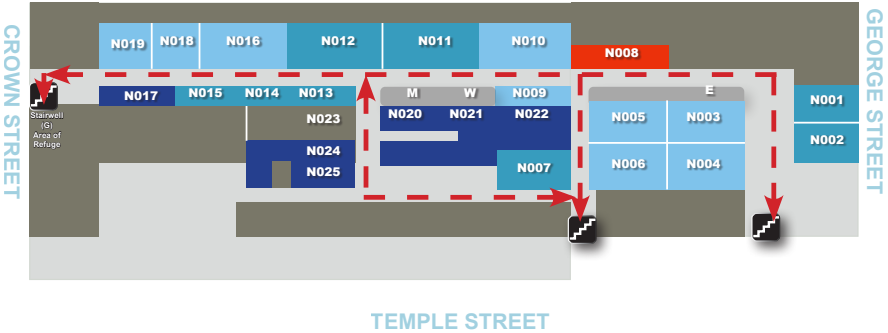 CROWN STREET
GEORGE STREET
N019 N018 N016 N012 N011 N010
N008
N017 N015 N014 N013 M W N009 E
N001
Stairwell
(G)
Area of
Refuge
N023 N020 N021 N022 N005 N003
N002
N024
N025
N007 N006 N004
TEMPLE STREET